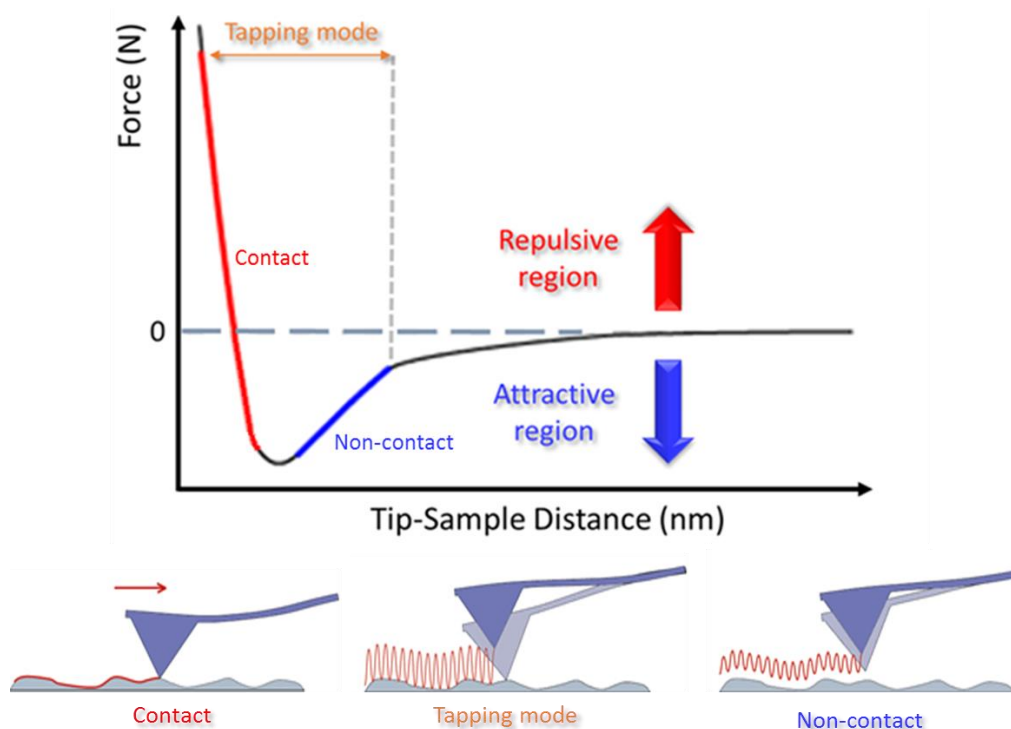 Tapping mode
Force (N)
Contact
Repulsive
region
0
Attractive
region
Non-contact
Tip-Sample Distance (nm)
Contact
Tapping mode
Non-contact